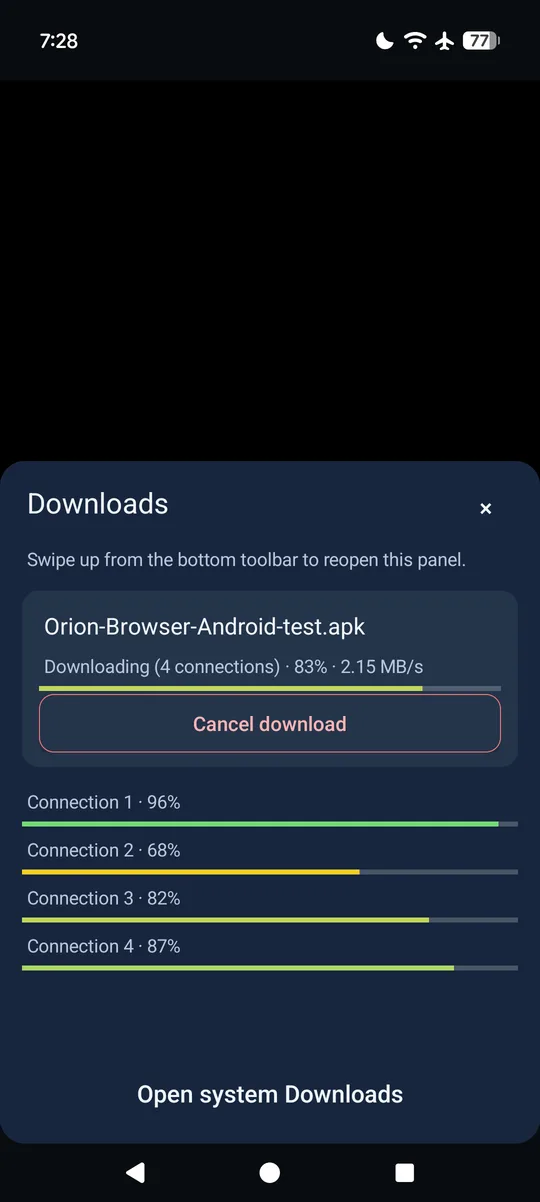 7:28
77
Downloads
×
Swipe up from the bottom toolbar to reopen this panel.
Orion-Browser-Android-test.apk
Downloading (4 connections) · 83% · 2.15 MB/s
Cancel download
Connection 1 · 96%
Connection 2 · 68%
Connection 3 · 82%
Connection 4 · 87%
Open system Downloads